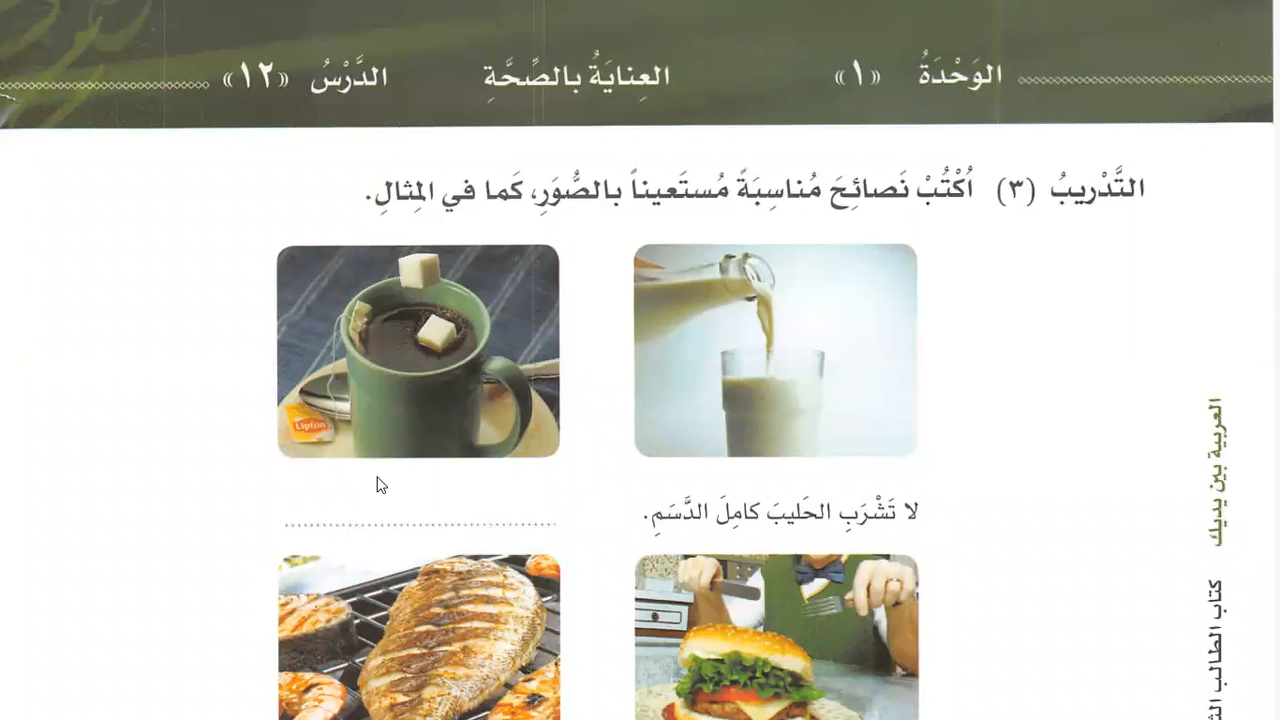 الوَحْدَةُ «١» العِنايَةُ بالصِّحَّةِ الدَّرْسُ «١٢»
التَّدْريبُ (٣) اُكْتُبْ نَصائِحَ مُناسِبَةً مُستَعيناً بالصُّوَرِ، كَما في المِثالِ.
Lipton
لا تَشْرَبِ الحَليبَ كامِلَ الدَّسَمِ.
العربية بين يديك
كتاب الطالب